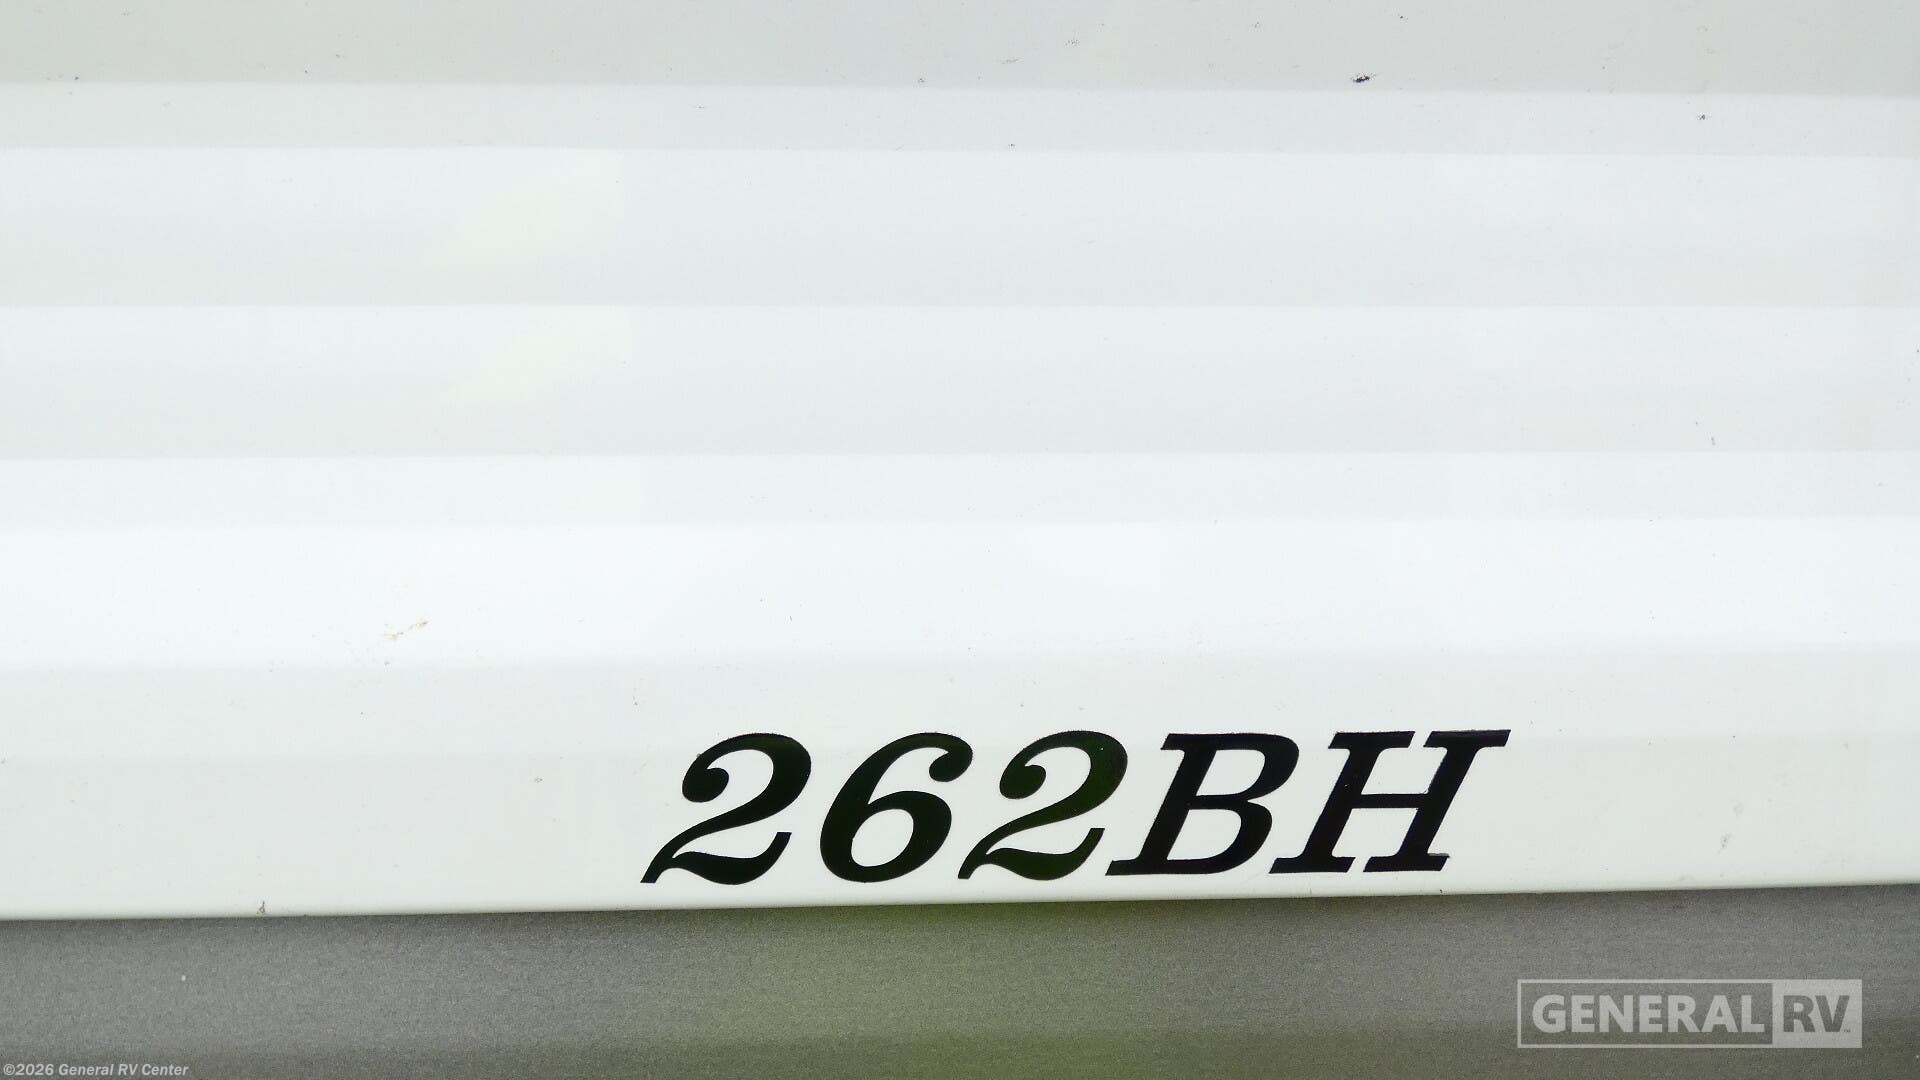 262BH
GENERAL RV
©2026 General RV Center